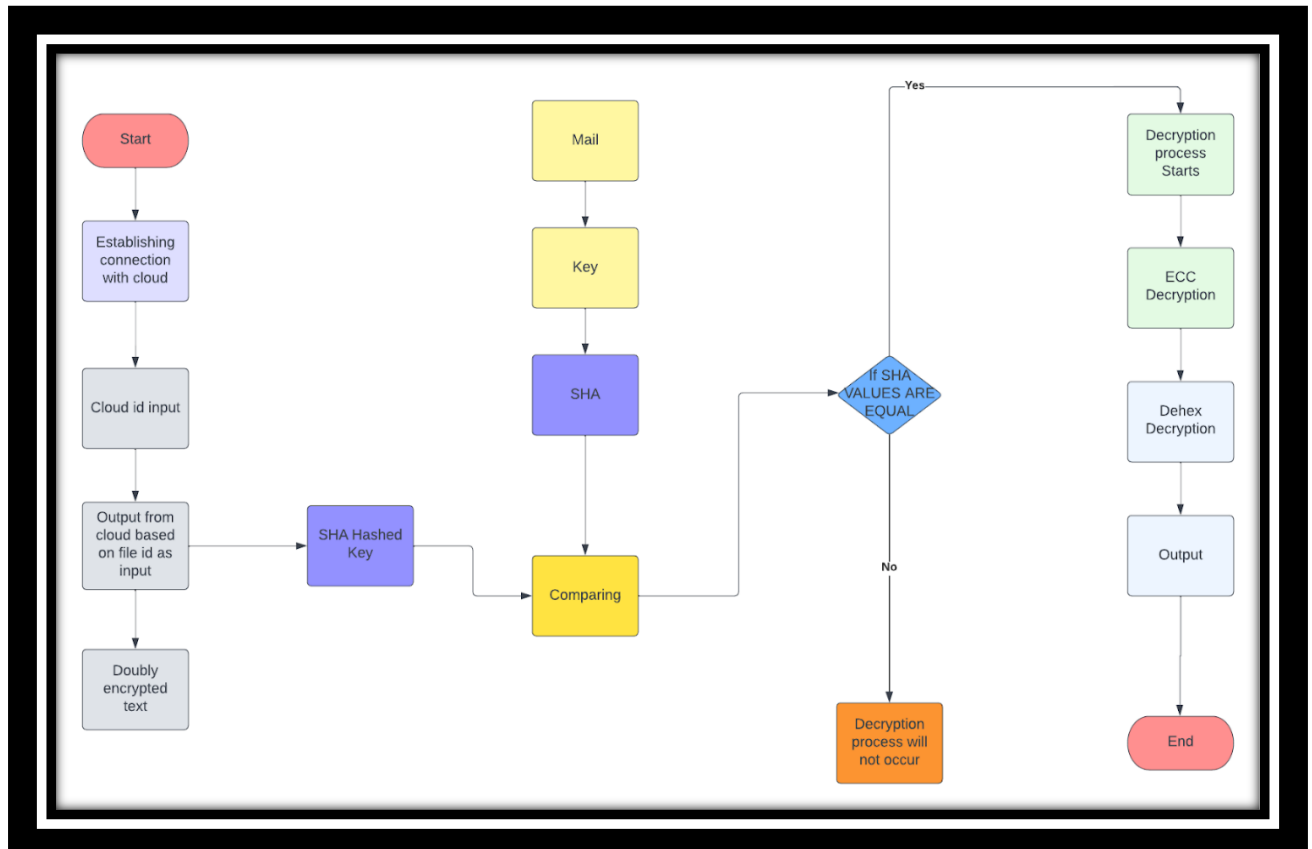 Start
Establishing
connection
with cloud
Cloud id input
Output from
cloud based
on file id as
input
Doubly
encrypted
text
SHA Hashed
Key
Mail
Key
SHA
Comparing
If SHA
VALUES ARE
EQUAL
Yes
No
Decryption
process will
not occur
Decryption
process
Starts
ECC
Decryption
Dehex
Decryption
Output
End